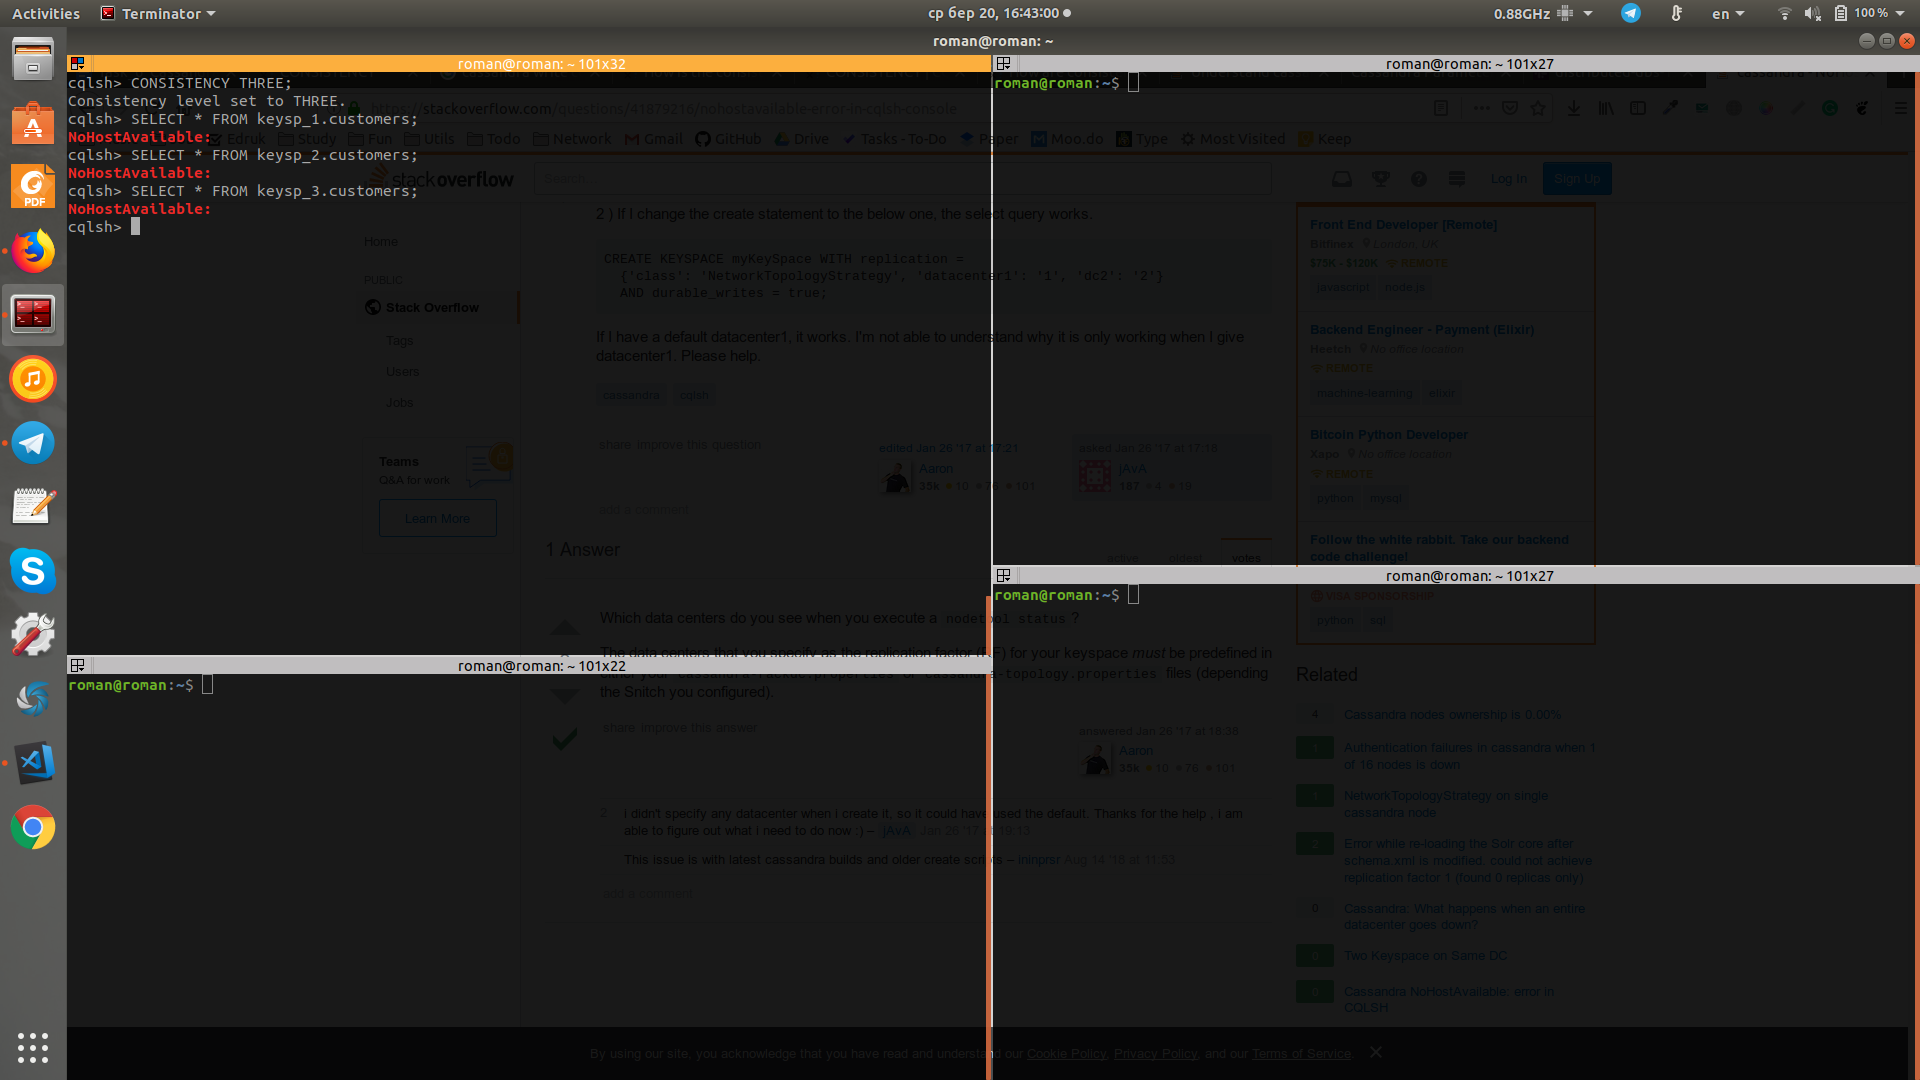 Activities
Terminator
ср бер 20, 16:43:00
0.88GHz
en
100 %
roman@roman: ~
roman@roman: ~ 101x32
cqlsh> CONSISTENCY THREE;
Consistency level set to THREE.
cqlsh> SELECT * FROM keysp_1.customers;
NoHostAvailable:
cqlsh> SELECT * FROM keysp_2.customers;
NoHostAvailable:
cqlsh> SELECT * FROM keysp_3.customers;
NoHostAvailable:
cqlsh>
roman@roman: ~ 101x27
roman@roman:~$
roman@roman: ~ 101x27
roman@roman:~$
roman@roman: ~ 101x22
roman@roman:~$
https://stackoverflow.com/questions/41879216/nohostavailable-error-in-cqlsh-console
Edruk Study Fun Utils Todo Network Gmail GitHub Drive Tasks - To-Do Paper Moo.do Type Most Visited Keep
stackoverflow
Search
Log In
Sign Up
Home
PUBLIC
Stack Overflow
Tags
Users
Jobs
Teams
Q&A for work
Learn More
2 ) If I change the create statement to the below one, the select query works.
CREATE KEYSPACE myKeySpace WITH replication =
{'class': 'NetworkTopologyStrategy', 'datacenter1': '1', 'dc2': '2'}
AND durable_writes = true;
If I have a default datacenter1, it works. I'm not able to understand why it is only working when I give
datacenter1. Please help.
cassandra cqlsh
share improve this question
edited Jan 26 '17 at 17:21
Aaron
35k 10 76 101
asked Jan 26 '17 at 17:16
jAvA
187 4 19
add a comment
1 Answer
active oldest votes
Which data centers do you see when you execute a nodetool status ?
The data centers that you specify as the replication factor (RF) for your keyspace must be predefined in
either your cassandra-rackdc.properties or cassandra-topology.properties files (depending
the Snitch you configured).
share improve this answer
answered Jan 26 '17 at 18:38
Aaron
35k 10 76 101
2
i didn't specify any datacenter when i create it, so it could have used the default. Thanks for the help , i am
able to figure out what i need to do now :) – jAvA Jan 26 '17 at 19:13
This issue is with latest cassandra builds and older create scripts – Aug 14 '18 at 11:53
add a comment
Front End Developer [Remote]
Bitfinex London, UK
$75K - $120K REMOTE
javascript node.js
Backend Engineer - Payment (Elixir)
Heetch No office location
REMOTE
machine-learning elixir
Bitcoin Python Developer
Xapo No office location
REMOTE
python mysql
Follow the white rabbit. Take our backend
code challenge!
VISA SPONSORSHIP
python sql
Related
4 Cassandra nodes ownership is 0.00%
1 Authentication failures in cassandra when 1
of 16 nodes is down
1 NetworkTopologyStrategy on single
cassandra node
2 Error while re-loading the Solr core after
schema.xml is modified. could not achieve
replication factor 1 (found 0 replicas only)
0 Cassandra: What happens when an entire
datacenter goes down?
0 Two Keyspace on Same DC
0 Cassandra NoHostAvailable: error in
CQLSH
By using our site, you acknowledge that you have read and understand our Cookie Policy, Privacy Policy, and our Terms of Service.
PDF